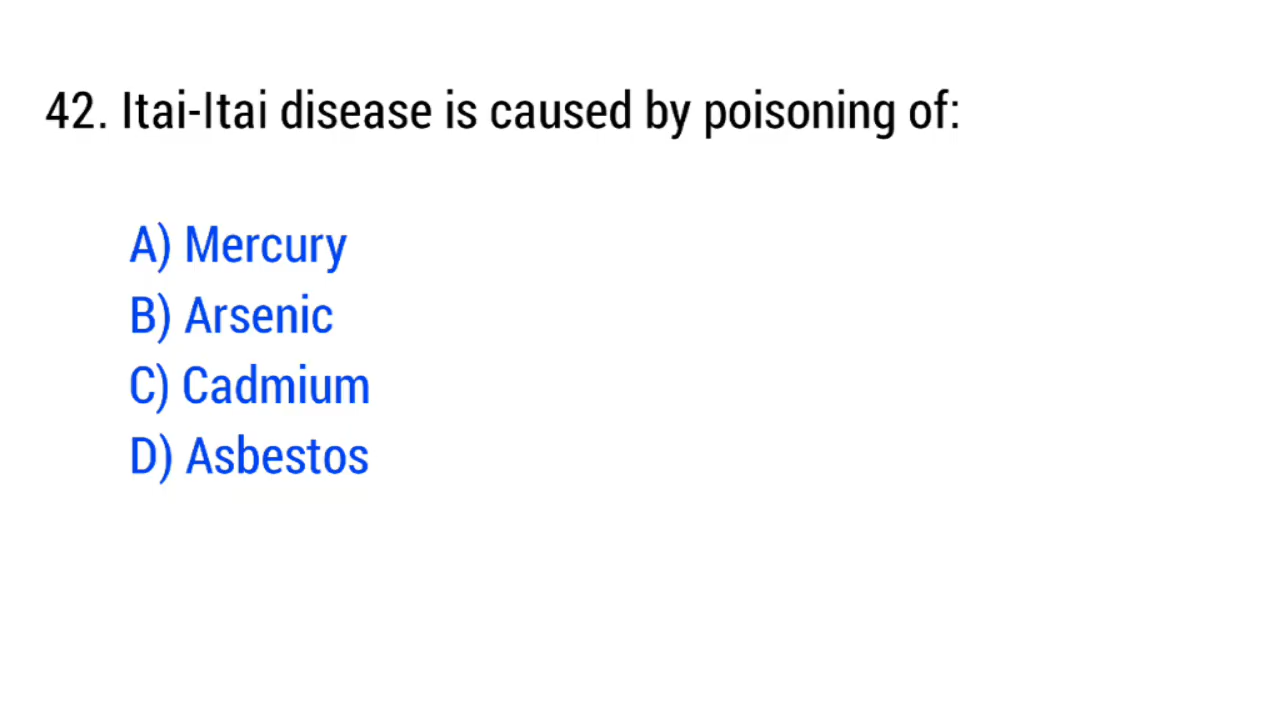 42. Itai-Itai disease is caused by poisoning of:
A) Mercury
B) Arsenic
C) Cadmium
D) Asbestos